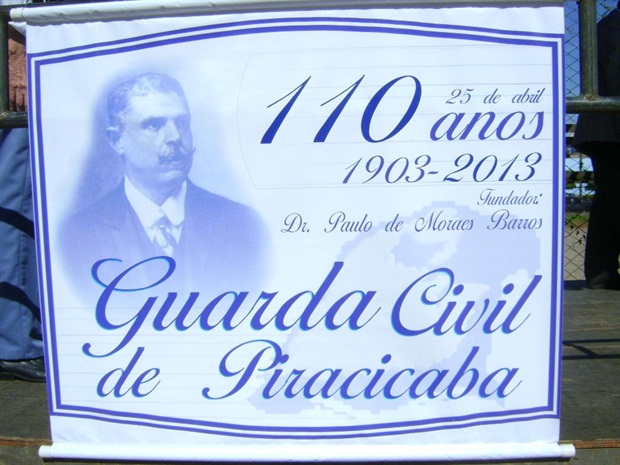 25 de abril
110 anos
1903-2013
Fundador:
Dr. Paulo de Moraes Barros
Guarda Civil
de Piracicaba